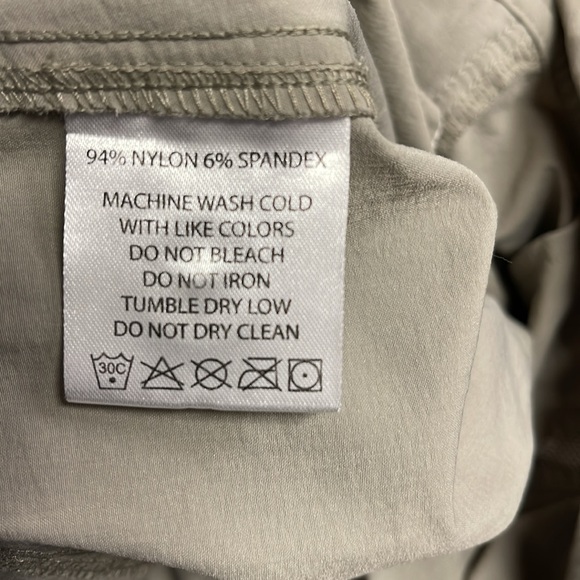 94% NYLON 6% SPANDEX
MACHINE WASH COLD
WITH LIKE COLORS
DO NOT BLEACH
DO NOT IRON
TUMBLE DRY LOW
DO NOT DRY CLEAN
30C